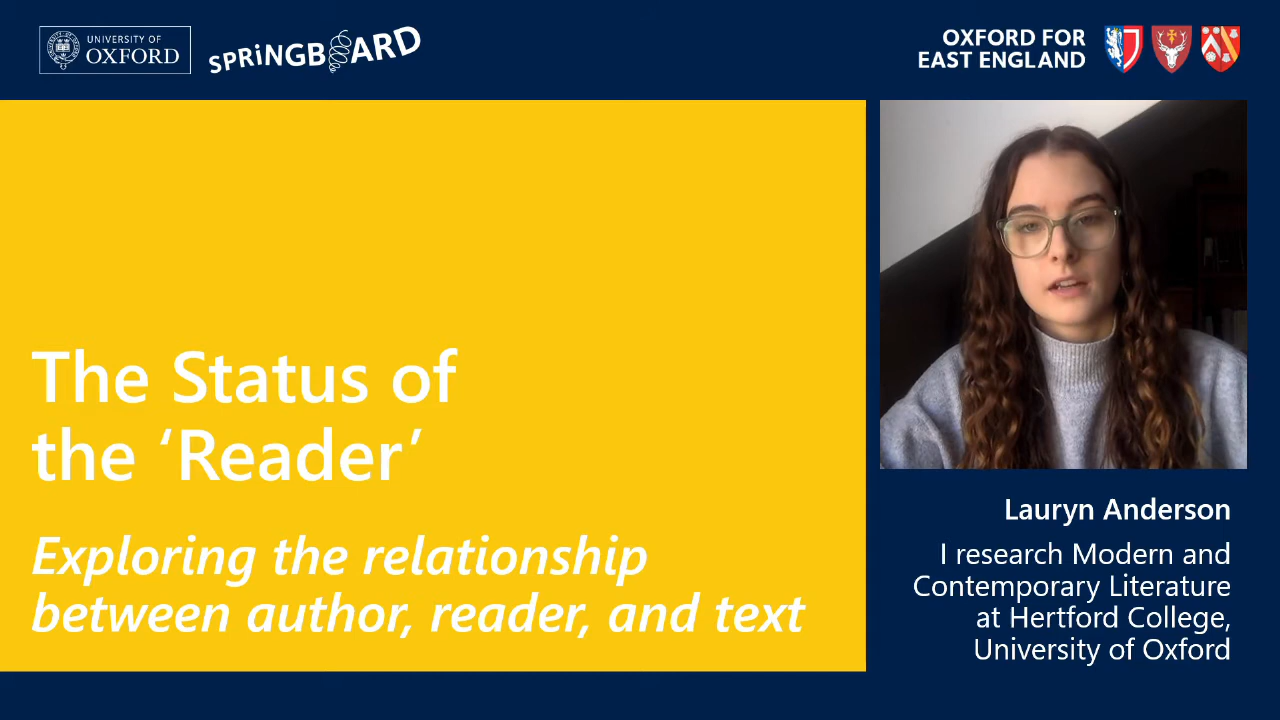 UNIVERSITY OF
OXFORD
SPRiNGBOARD
OXFORD FOR
EAST ENGLAND
The Status of
the ‘Reader’
Exploring the relationship
between author, reader, and text
Lauryn Anderson
I research Modern and
Contemporary Literature
at Hertford College,
University of Oxford